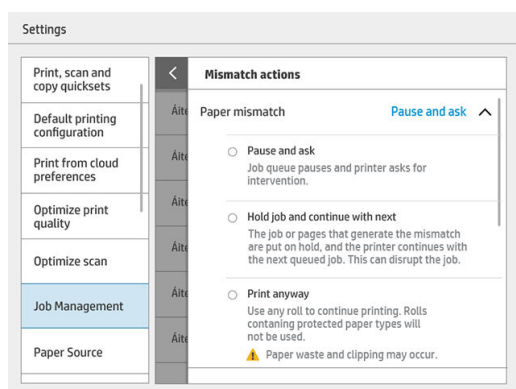 Settings
Print, scan and
copy quicksets
Default printing
configuration
Print from cloud
preferences
Optimize print
quality
Optimize scan
Job Management
Paper Source
Mismatch actions
Paper mismatch
Pause and ask
Pause and ask
Job queue pauses and printer asks for
intervention.
Hold job and continue with next
The job or pages that generate the mismatch
are put on hold, and the printer continues with
the next queued job. This can disrupt the job.
Print anyway
Use any roll to continue printing. Rolls
contaning protected paper types will
not be used.
Paper waste and clipping may occur.